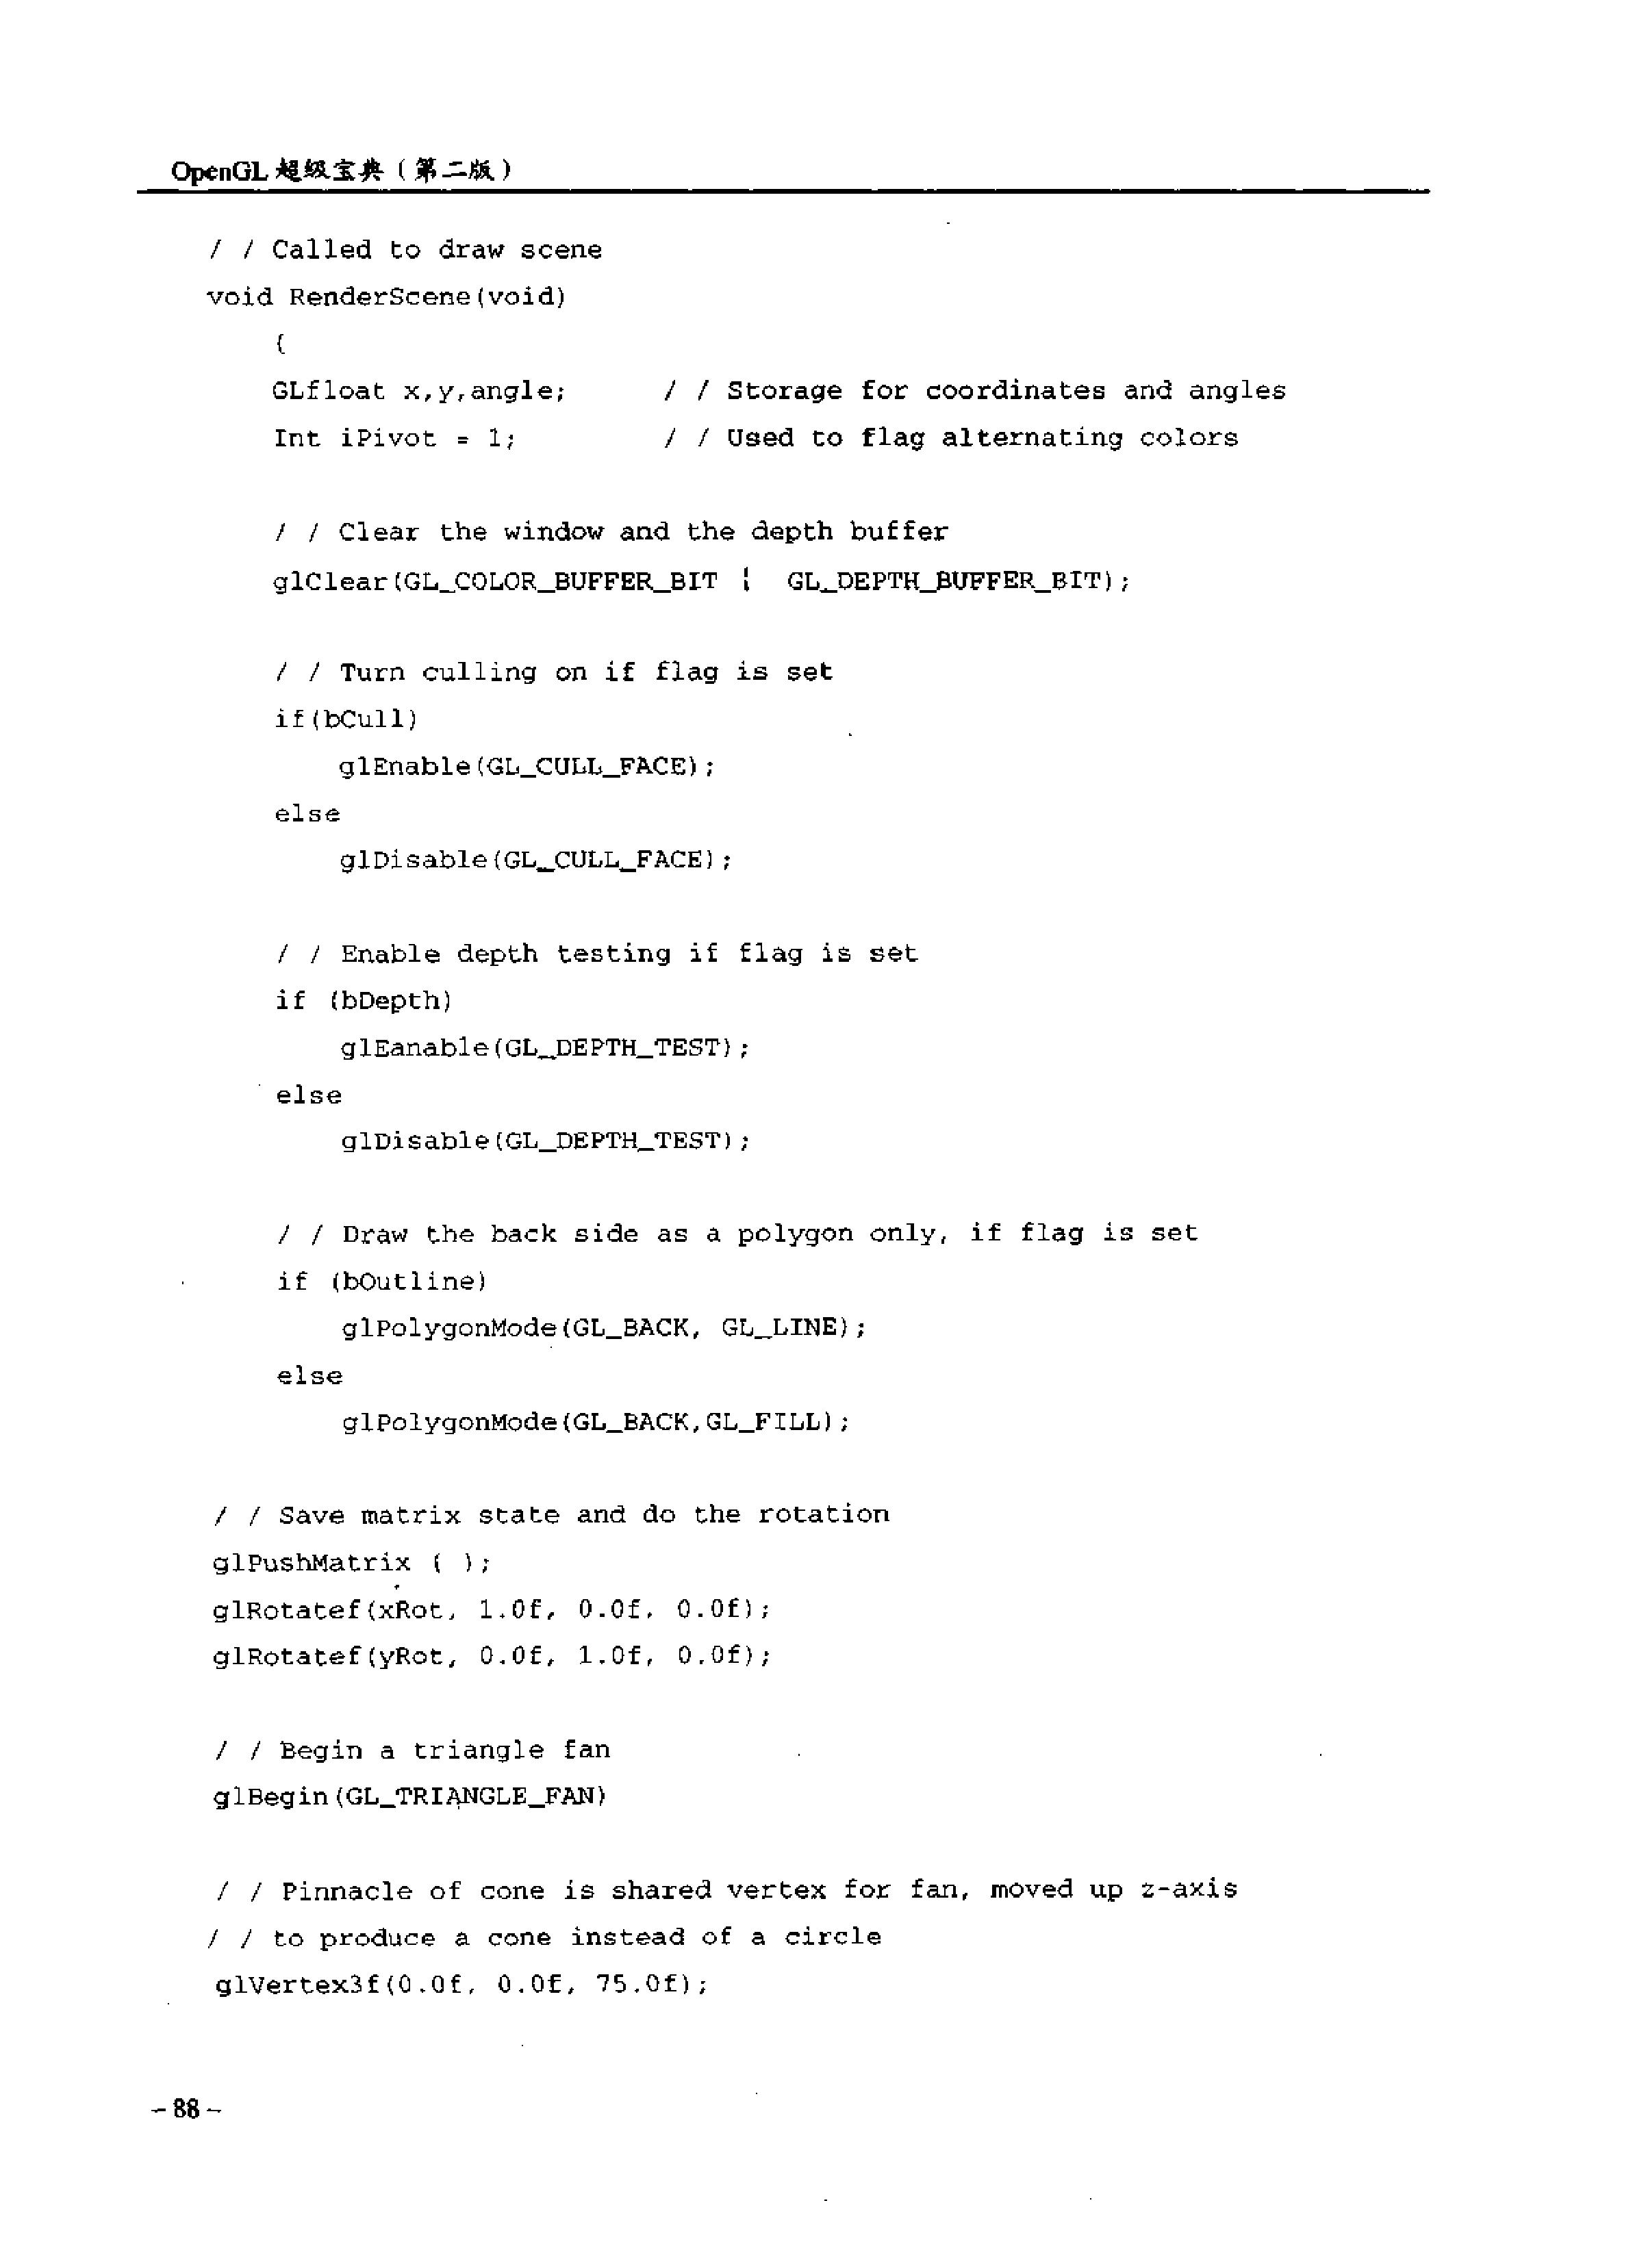 OpenGL 超级宝典（第二版）
/ / Called to draw scene
void RenderScene(void)
{
GLfloat x,y,angle; / / Storage for coordinates and angles
Int iPivot = 1; / / Used to flag alternating colors
/ / Clear the window and the depth buffer
glClear(GL_COLOR_BUFFER_BIT ¦ GL_DEPTH_BUFFER_BIT);
/ / Turn culling on if flag is set
if(bCull)
glEnable(GL_CULL_FACE);
else
glDisable(GL_CULL_FACE);
/ / Enable depth testing if flag is set
if (bDepth)
glEanable(GL_DEPTH_TEST);
else
glDisable(GL_DEPTH_TEST);
/ / Draw the back side as a polygon only, if flag is set
if (bOutline)
glPolygonMode(GL_BACK, GL_LINE);
else
glPolygonMode(GL_BACK,GL_FILL);
/ / Save matrix state and do the rotation
glPushMatrix ( );
glRotatef(xRot, 1.0f, 0.0f, 0.0f);
glRotatef(yRot, 0.0f, 1.0f, 0.0f);
/ / Begin a triangle fan
glBegin(GL_TRIANGLE_FAN)
/ / Pinnacle of cone is shared vertex for fan, moved up z-axis
/ / to produce a cone instead of a circle
glVertex3f(0.0f, 0.0f, 75.0f);
– 88 –